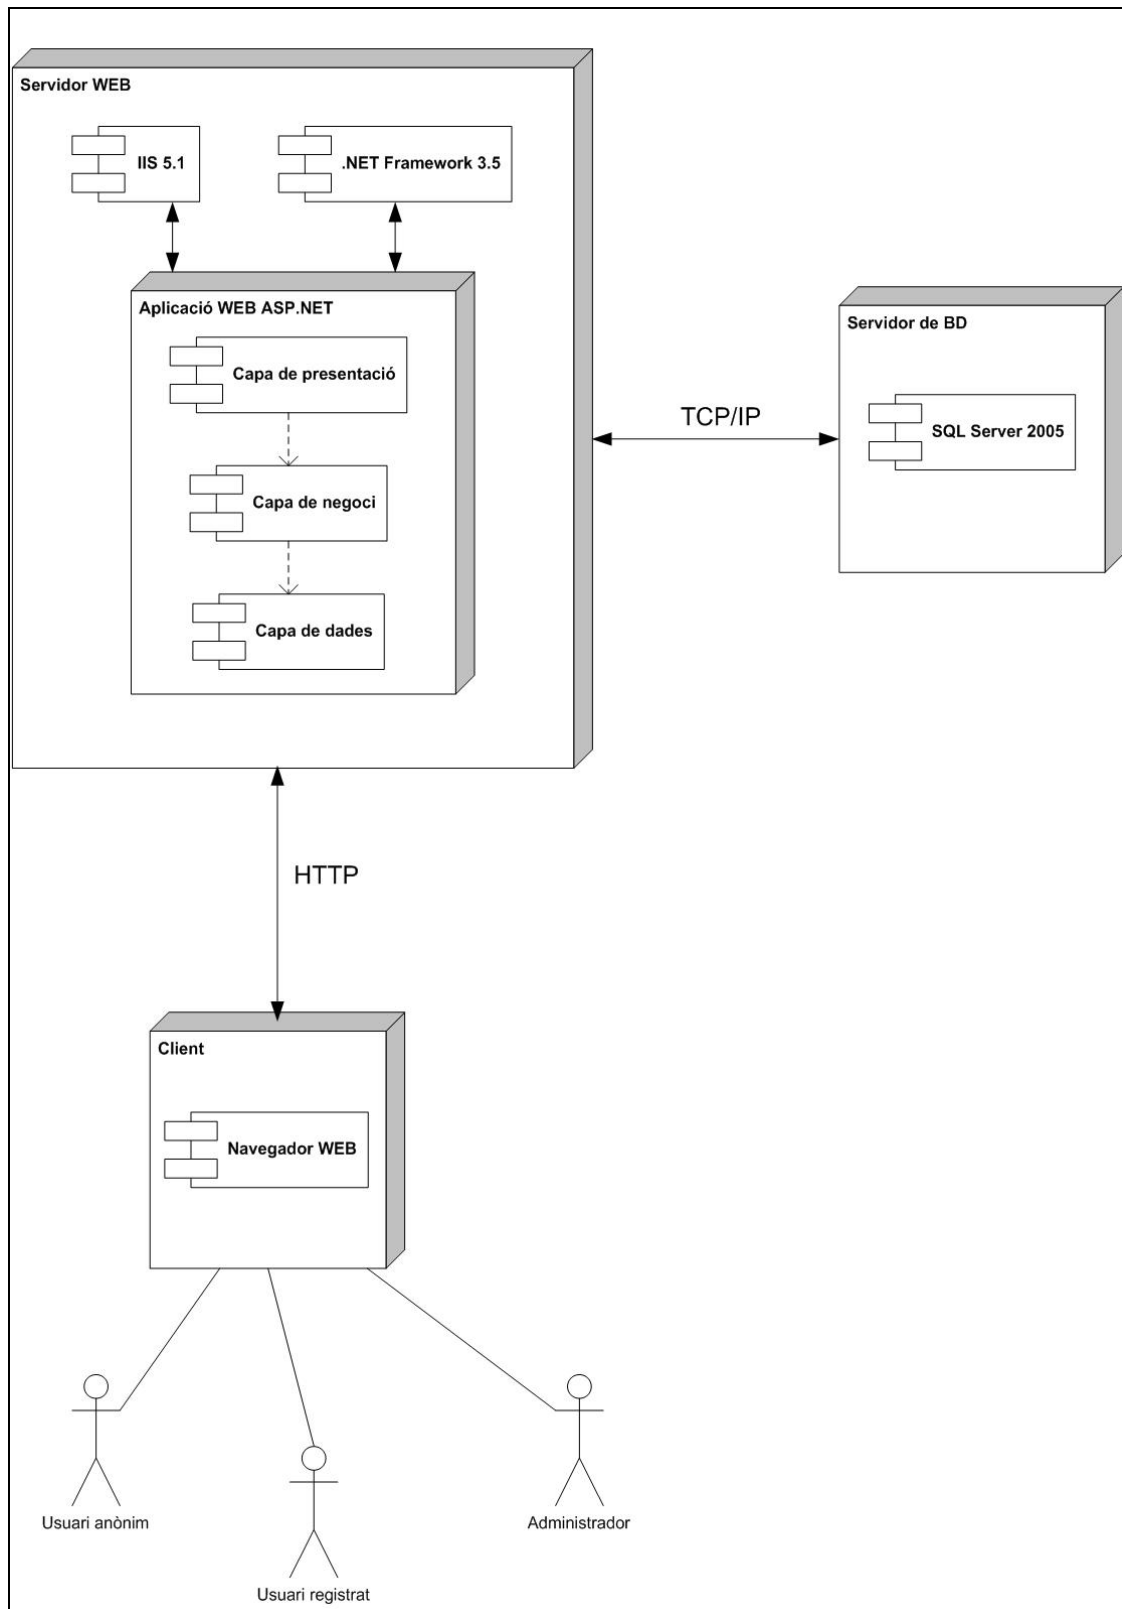 Servidor WEB
IIS 5.1
.NET Framework 3.5
Aplicació WEB ASP.NET
Capa de presentació
Capa de negoci
Capa de dades
TCP/IP
Servidor de BD
SQL Server 2005
HTTP
Client
Navegador WEB
Usuari anònim
Usuari registrat
Administrador